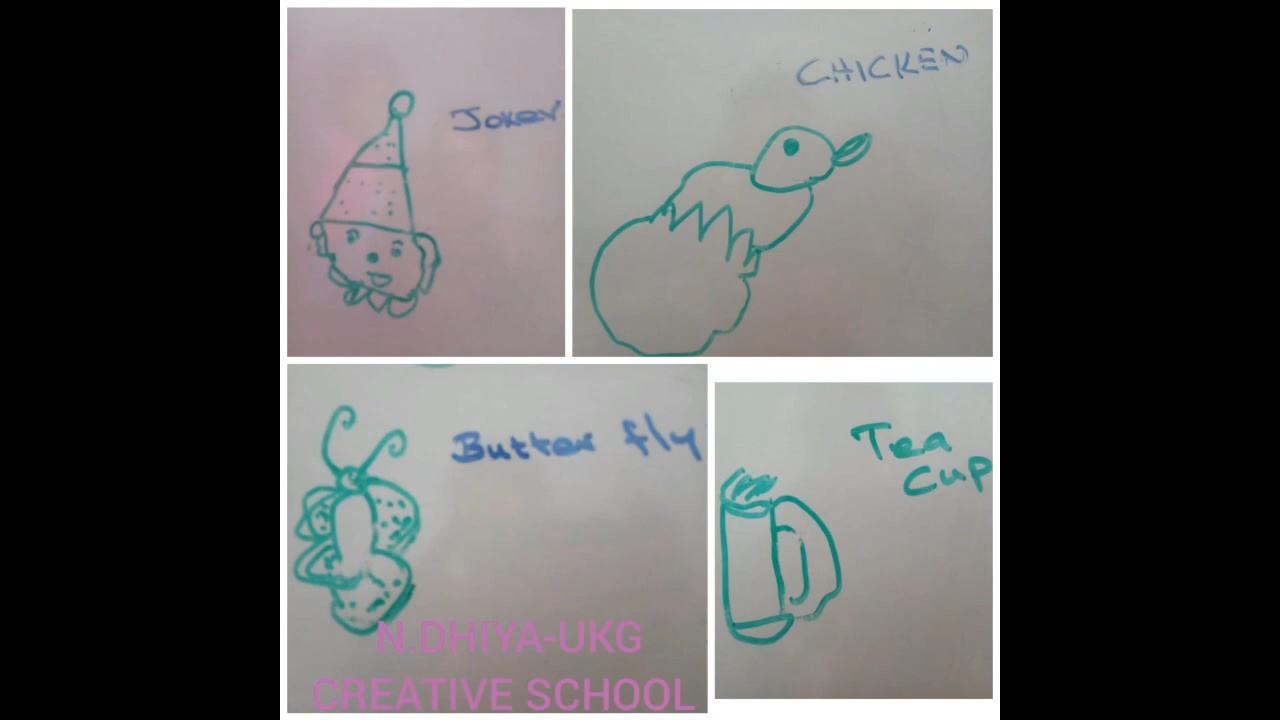 Joker
CHICKEN
Butter fly
Tea
Cup
N.DHIYA-UKG
CREATIVE SCHOOL